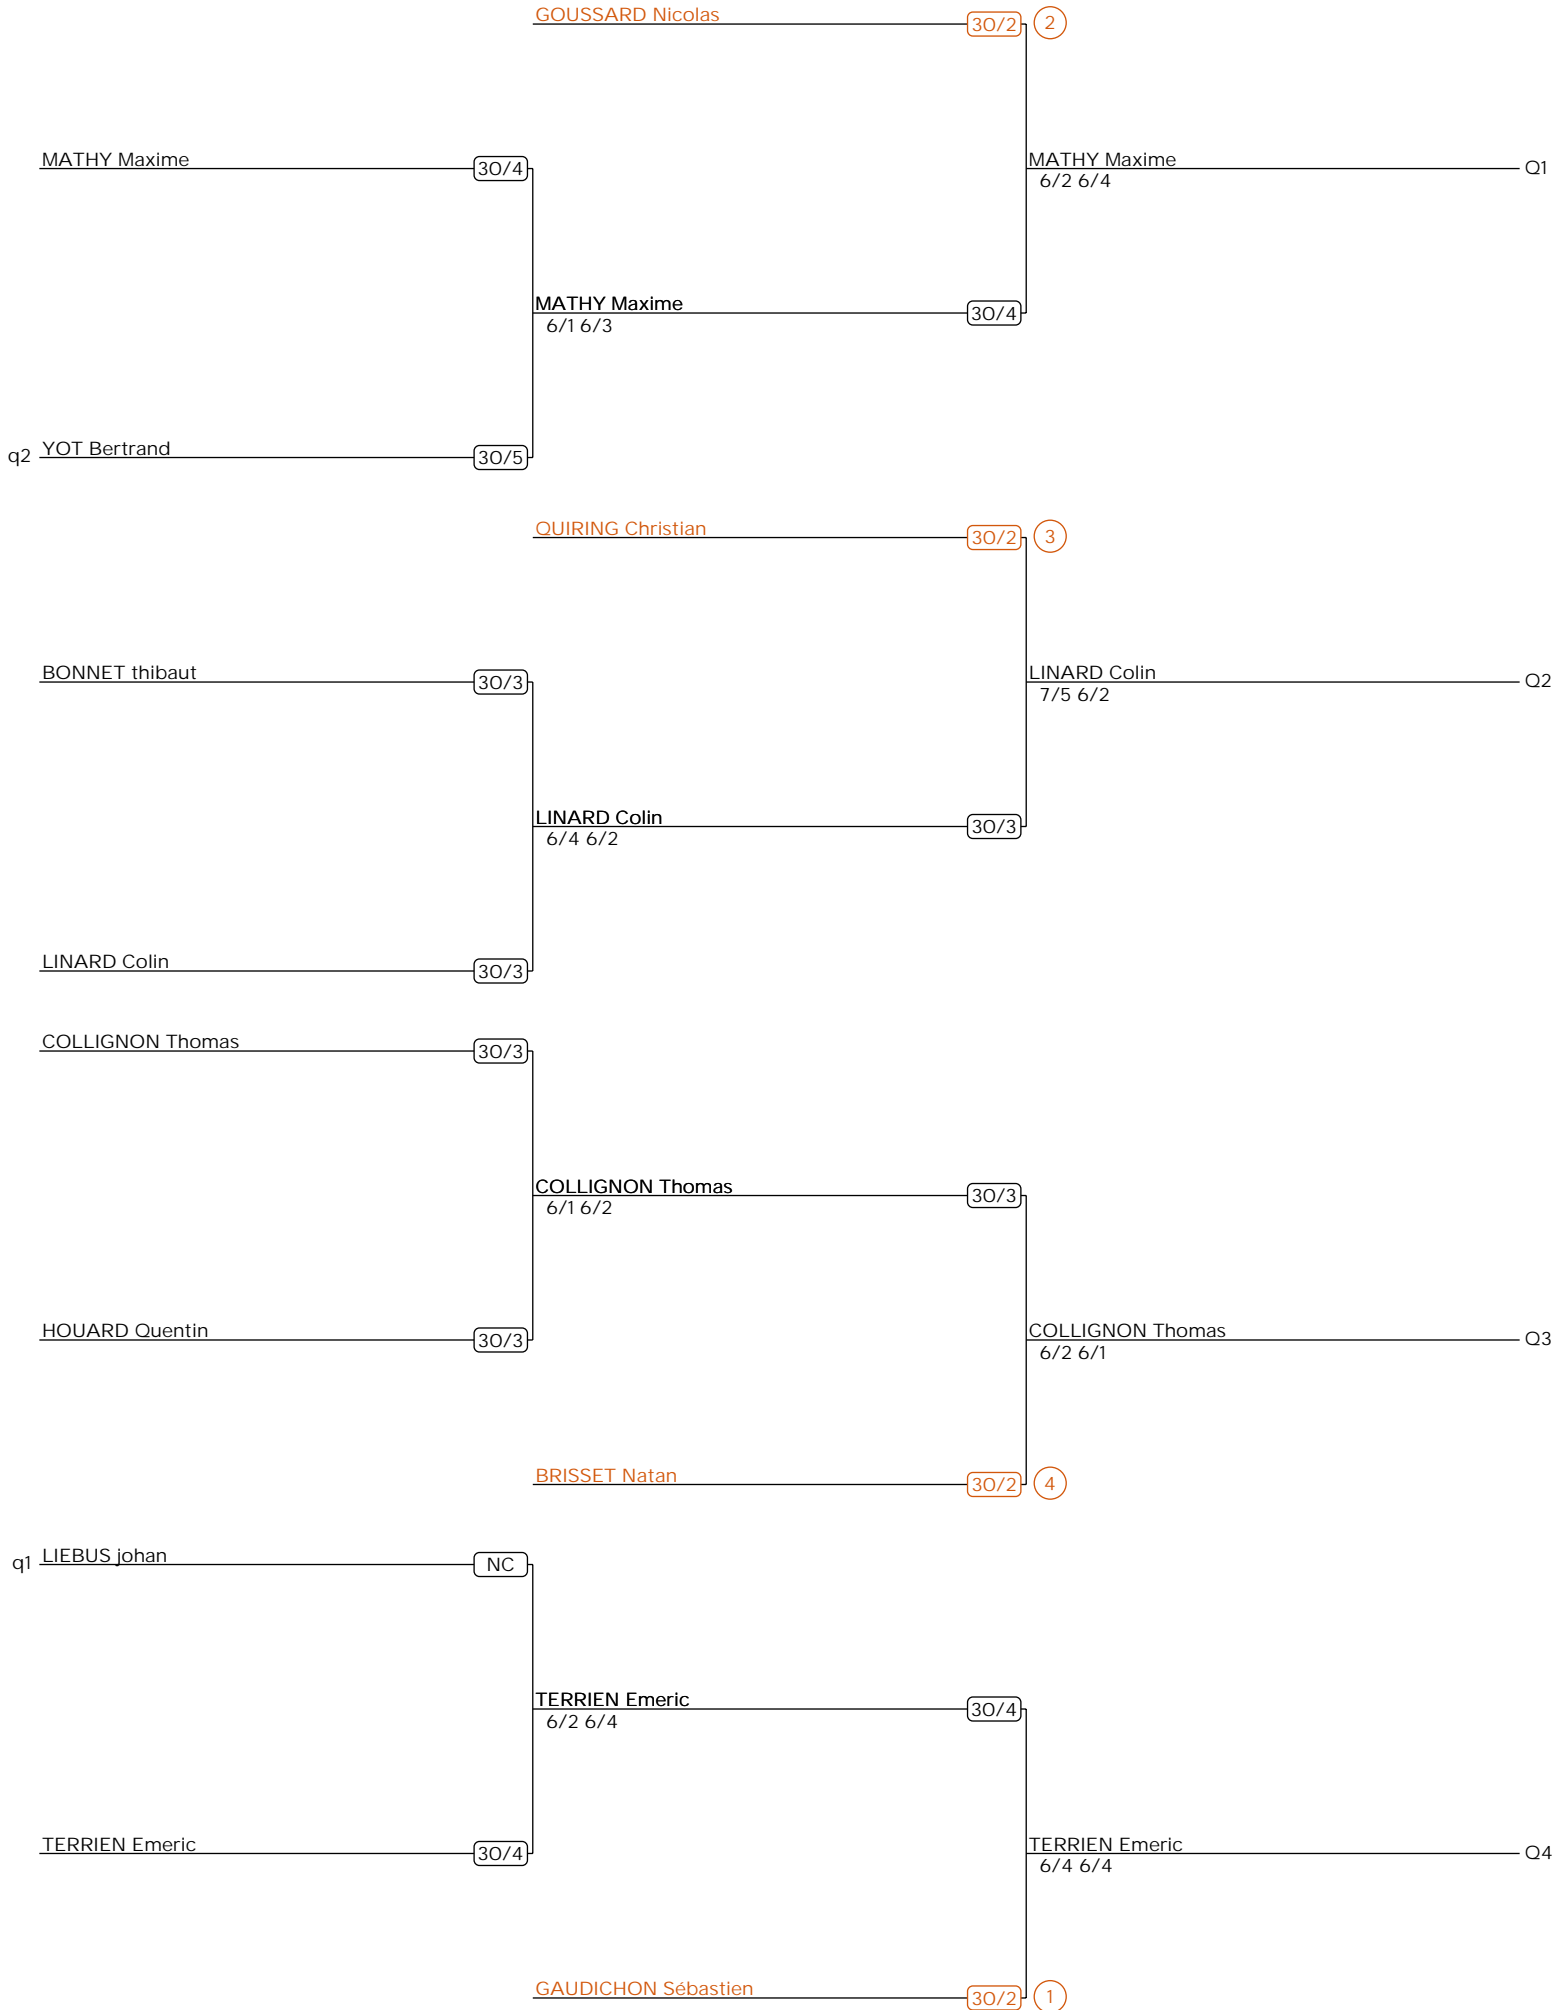 GOUSSARD Nicolas 30/2 2
MATHY Maxime 30/4
MATHY Maxime Q1
6/2 6/4
MATHY Maxime 30/4
6/1 6/3
q2 YOT Bertrand 30/5
QUIRING Christian 30/2 3
BONNET thibaut 30/3
LINARD Colin Q2
7/5 6/2
LINARD Colin 30/3
6/4 6/2
LINARD Colin 30/3
COLLIGNON Thomas 30/3
COLLIGNON Thomas 30/3
6/1 6/2
HOUARD Quentin 30/3
COLLIGNON Thomas Q3
6/2 6/1
BRISSET Natan 30/2 4
q1 LIEBUS johan NC
TERRIEN Emeric 30/4
6/2 6/4
TERRIEN Emeric 30/4
TERRIEN Emeric Q4
6/4 6/4
GAUDICHON Sébastien 30/2 1